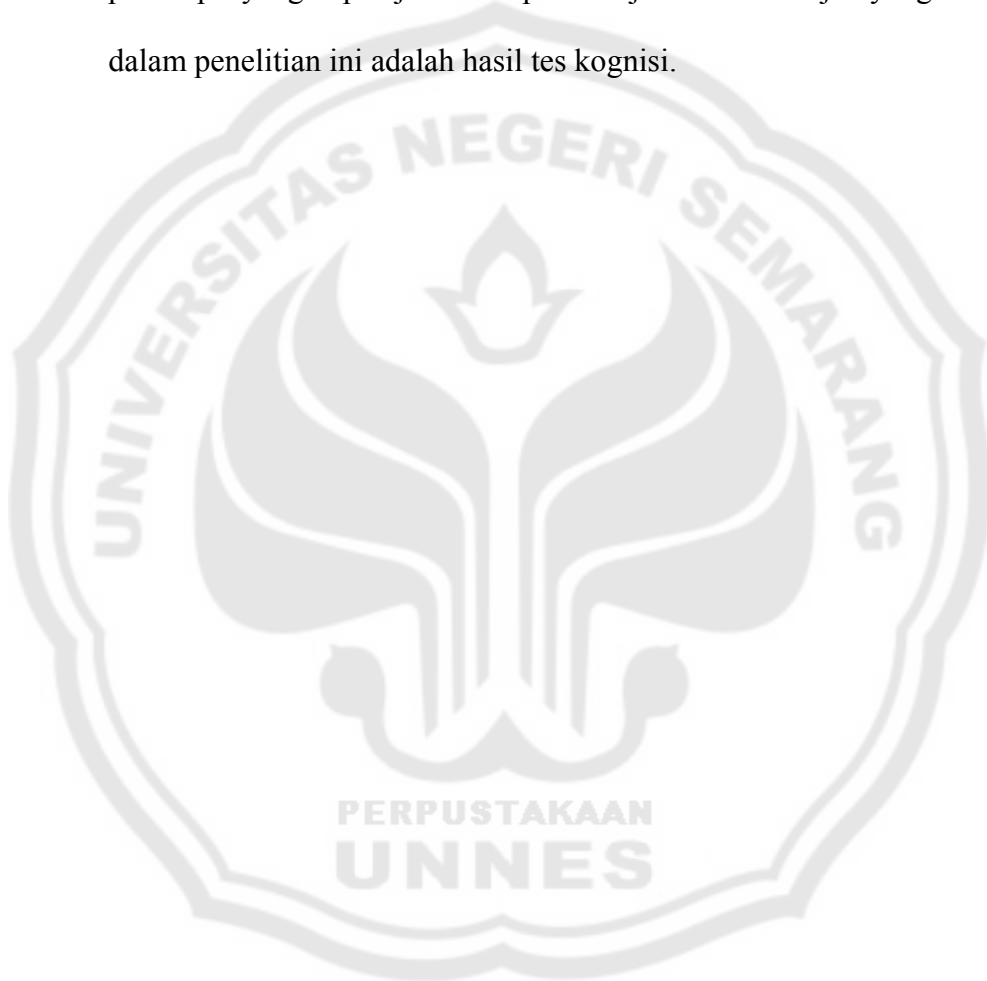 dalam penelitian ini adalah hasil tes kognisi.
UNIVERSITAS NEGERI SEMARANG
PERPUSTAKAAN
UNNES